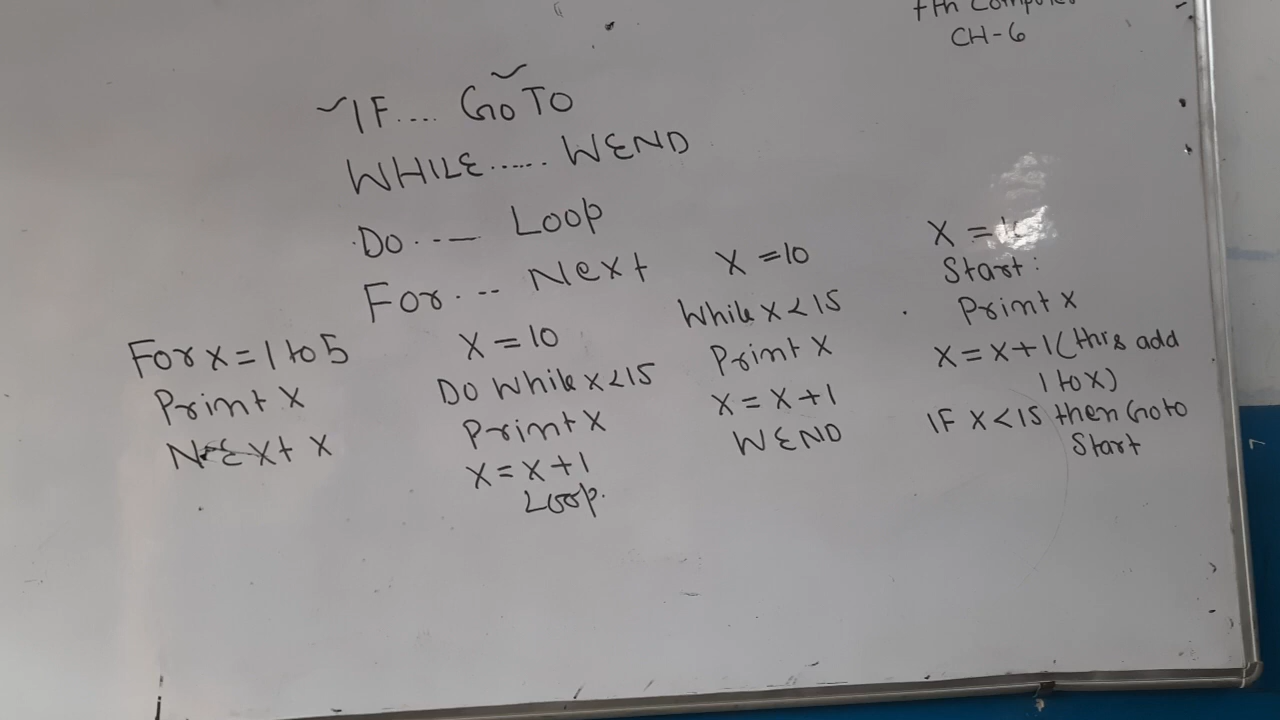 CH-6
IF.... GoTo
WHILE...... WEND
Do ... Loop
For... Next
For x = 1 to 5
Print x
NEXt x
X = 10
Do While x<15
Print x
x = x + 1
Loop.
X = 10
While x<15
Print x
x = x + 1
WEND
X =
Start:
Print x
x = x+1 (this add
1 to x)
IF x<15 then Goto
Start